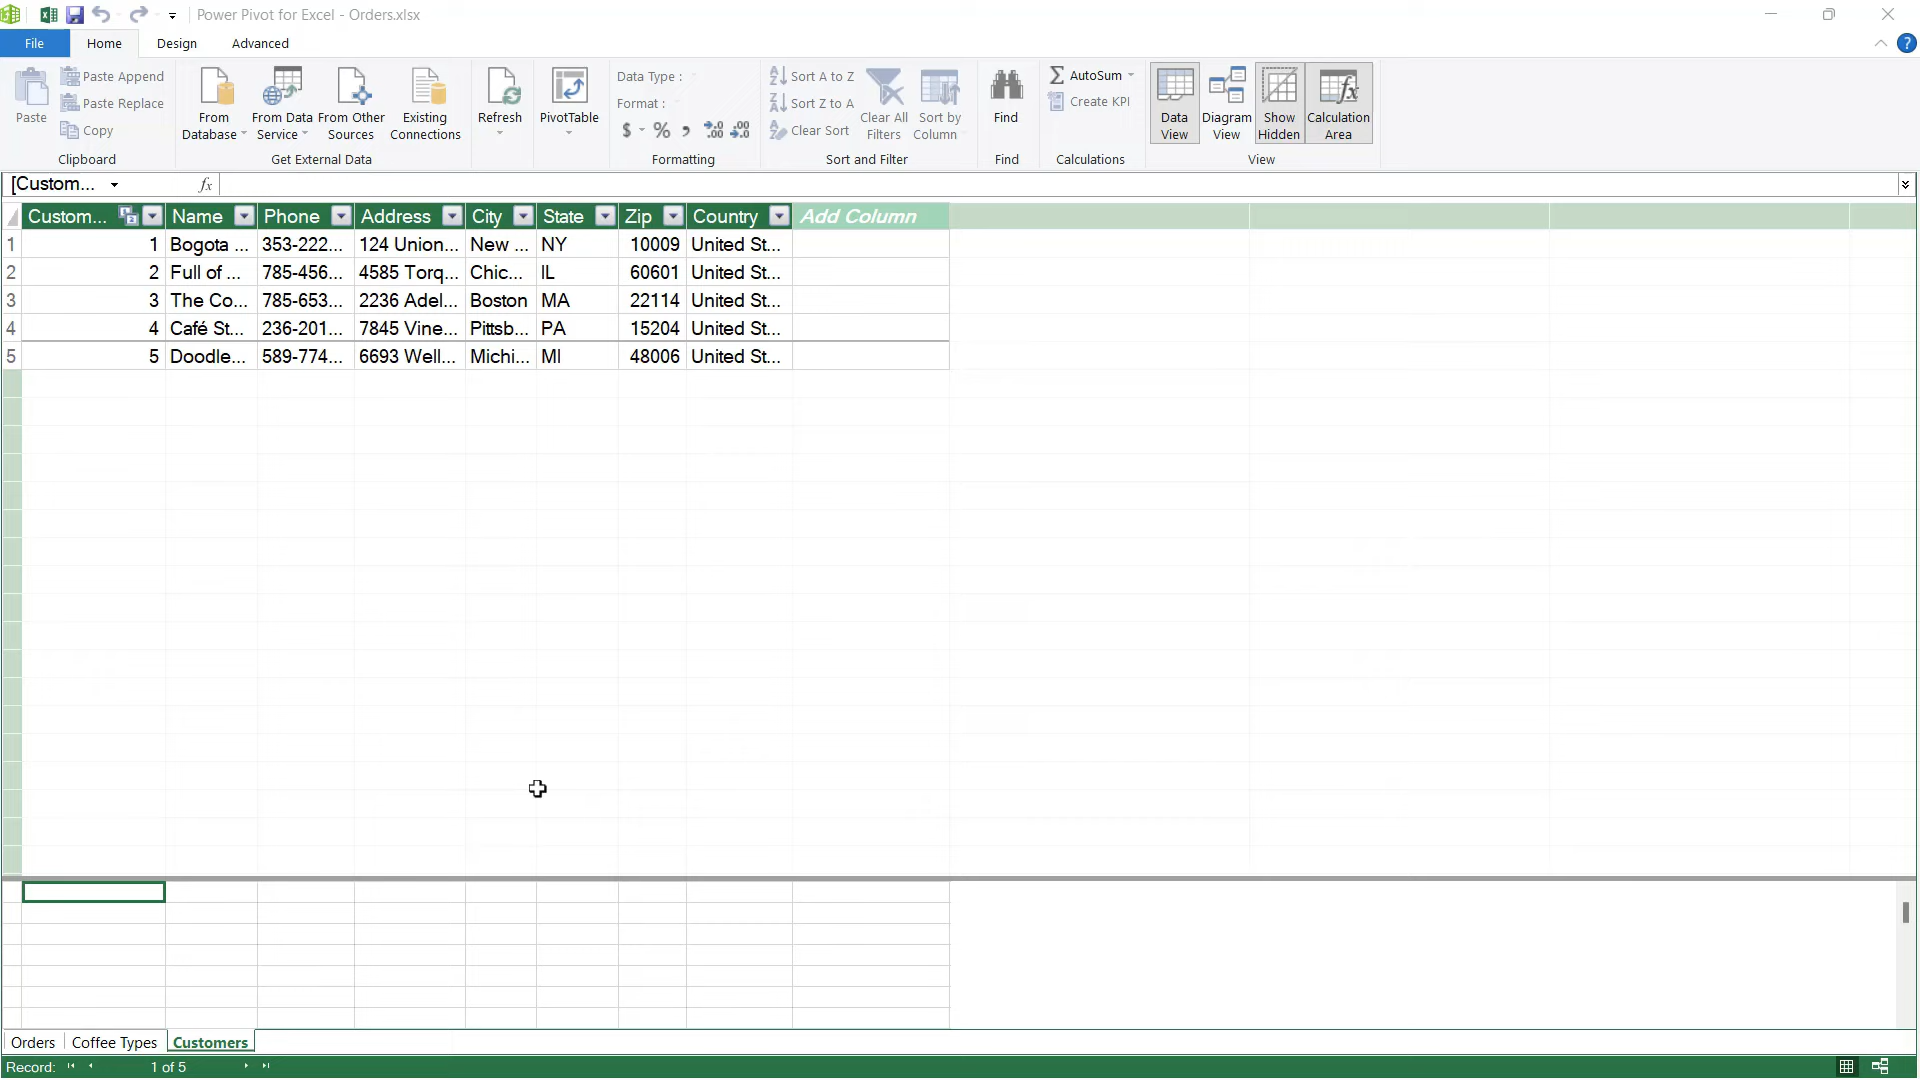 Power Pivot for Excel - Orders.xlsx
File Home Design Advanced
Paste
Paste Append
Paste Replace
Copy
Clipboard
From Database
From Data Service
From Other Sources
Existing Connections
Get External Data
Refresh
PivotTable
Data Type :
Format :
$ % , .00 .00
Formatting
Sort A to Z
Sort Z to A
Clear Sort
Clear All Filters
Sort by Column
Sort and Filter
Find
Find
AutoSum
Create KPI
Calculations
Data View
Diagram View
Show Hidden
Calculation Area
View
[Custom... fx
Custom... Name Phone Address City State Zip Country Add Column
1 1 Bogota ... 353-222... 124 Union... New ... NY 10009 United St...
2 2 Full of ... 785-456... 4585 Torq... Chic... IL 60601 United St...
3 3 The Co... 785-653... 2236 Adel... Boston MA 22114 United St...
4 4 Café St... 236-201... 7845 Vine... Pittsb... PA 15204 United St...
5 5 Doodle... 589-774... 6693 Well... Michi... MI 48006 United St...
Orders Coffee Types Customers
Record: 1 of 5